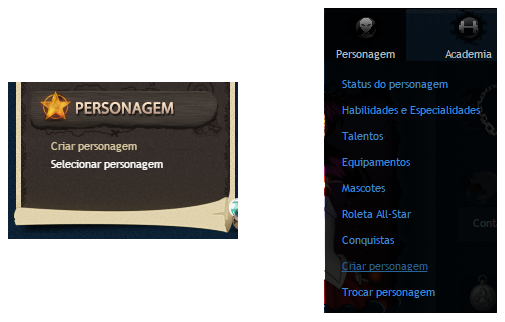 PERSONAGEM
Criar personagem
Selecionar personagem
Personagem
Academia
Status do personagem
Habilidades e Especialidades
Talentos
Equipamentos
Mascotes
Roleta All-Star
Conquistas
Criar personagem
Trocar personagem